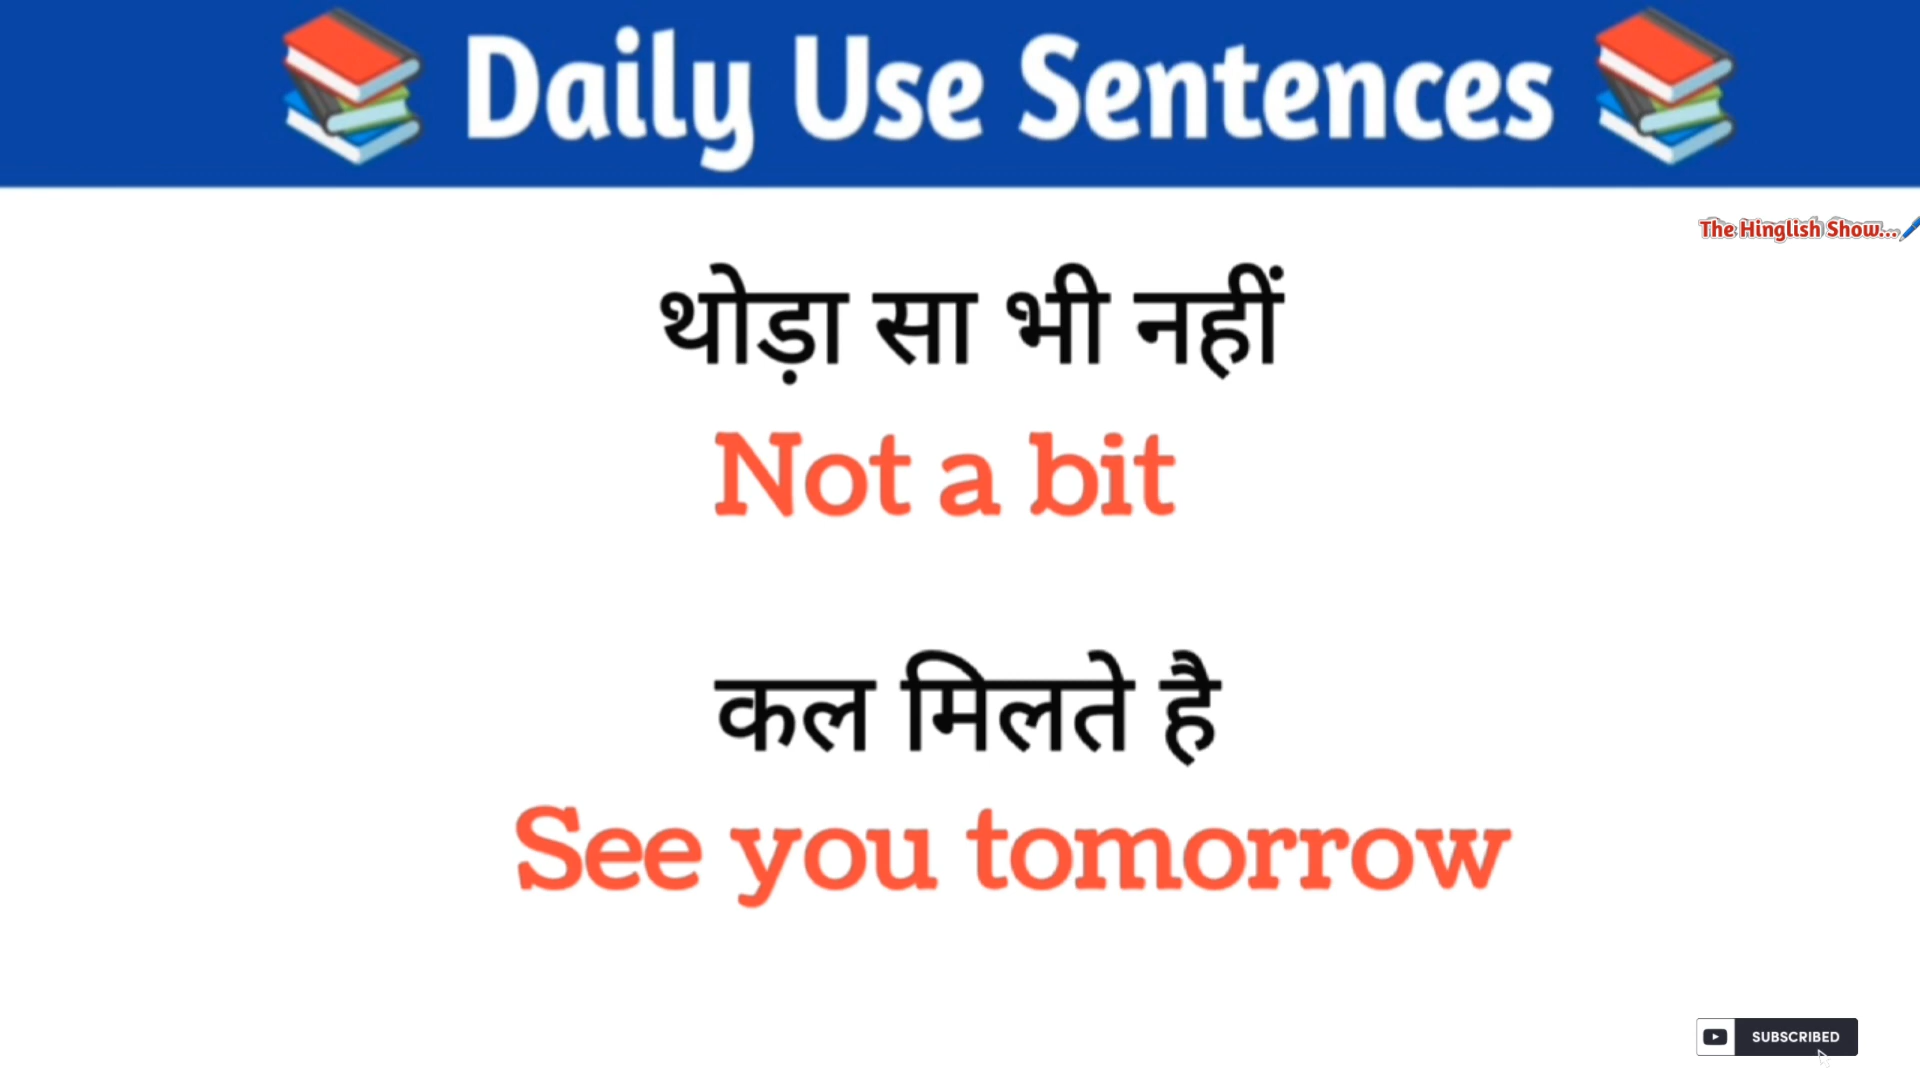 Daily Use Sentences
The Hinglish Show...
थोड़ा सा भी नहीं
Not a bit
कल मिलते है
See you tomorrow
SUBSCRIBED